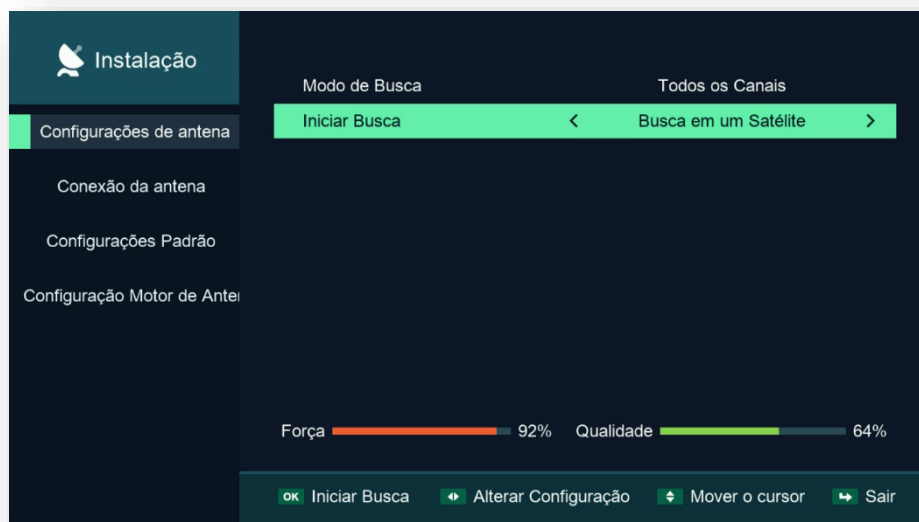 Instalação
Modo de Busca Todos os Canais
Configurações de antena
Iniciar Busca < Busca em um Satélite >
Conexão da antena
Configurações Padrão
Configuração Motor de Ante
Força 92% Qualidade 64%
OK Iniciar Busca Alterar Configuração Mover o cursor Sair